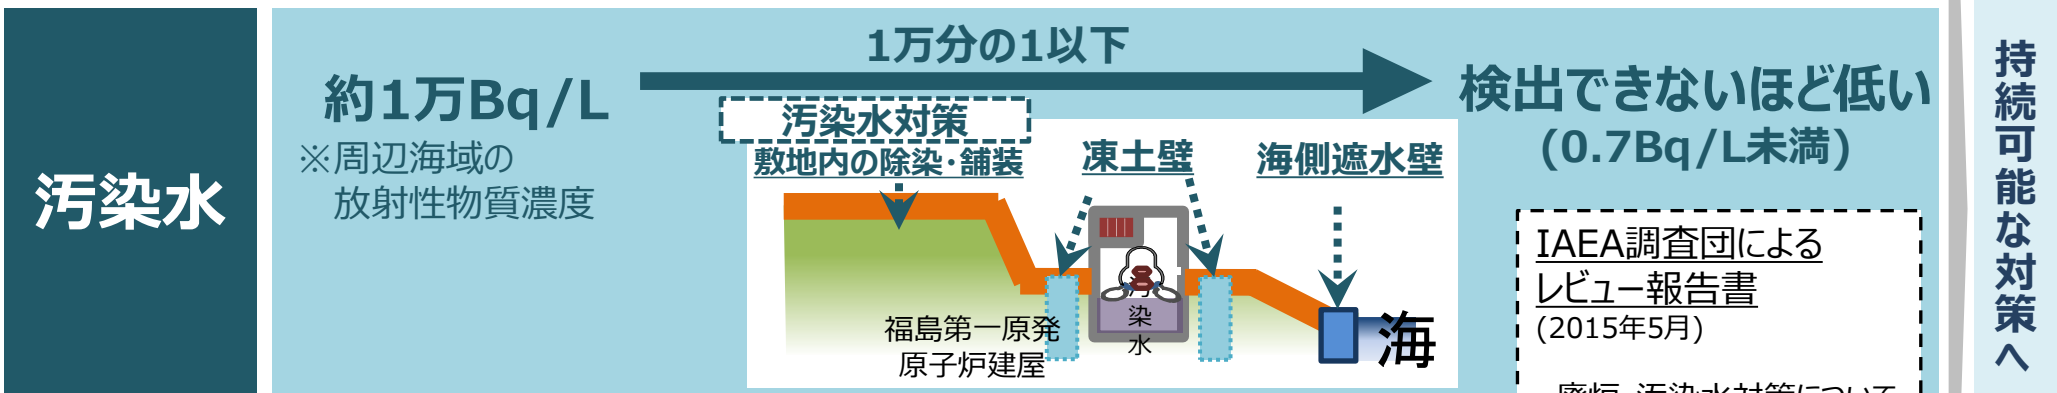 汚染水
約1万Bq/L
※周辺海域の
放射性物質濃度
1万分の1以下
汚染水対策
敷地内の除染･舗装
凍土壁
海側遮水壁
福島第一原発
原子炉建屋
汚染水
海
検出できないほど低い
(0.7Bq/L未満)
IAEA調査団による
レビュー報告書
(2015年5月)
持続可能な対策へ